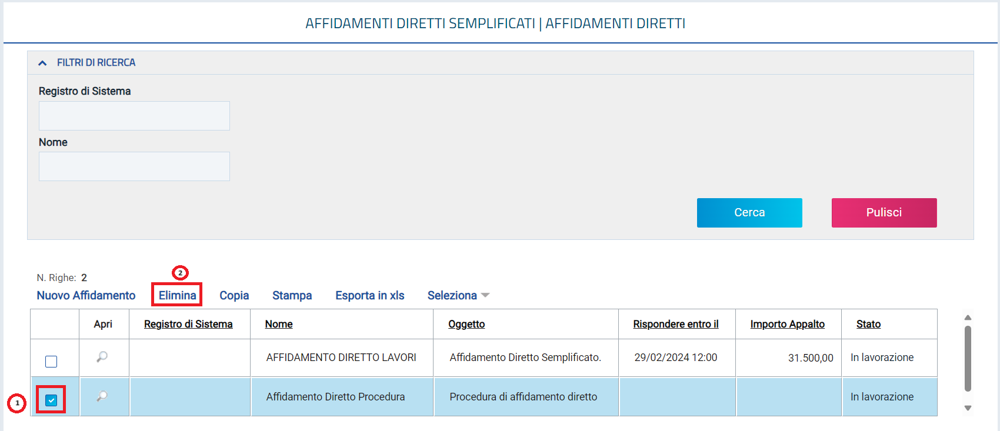 AFFIDAMENTI DIRETTI SEMPLIFICATI | AFFIDAMENTI DIRETTI
FILTRI DI RICERCA
Registro di Sistema
Nome
Cerca Pulisci
2
N. Righe: 2
Nuovo Affidamento Elimina Copia Stampa Esporta in xls Seleziona
Apri Registro di Sistema Nome Oggetto Rispondere entro il Importo Appalto Stato
AFFIDAMENTO DIRETTO LAVORI Affidamento Diretto Semplificato. 29/02/2024 12:00 31.500,00 In lavorazione
1 Affidamento Diretto Procedura Procedura di affidamento diretto In lavorazione